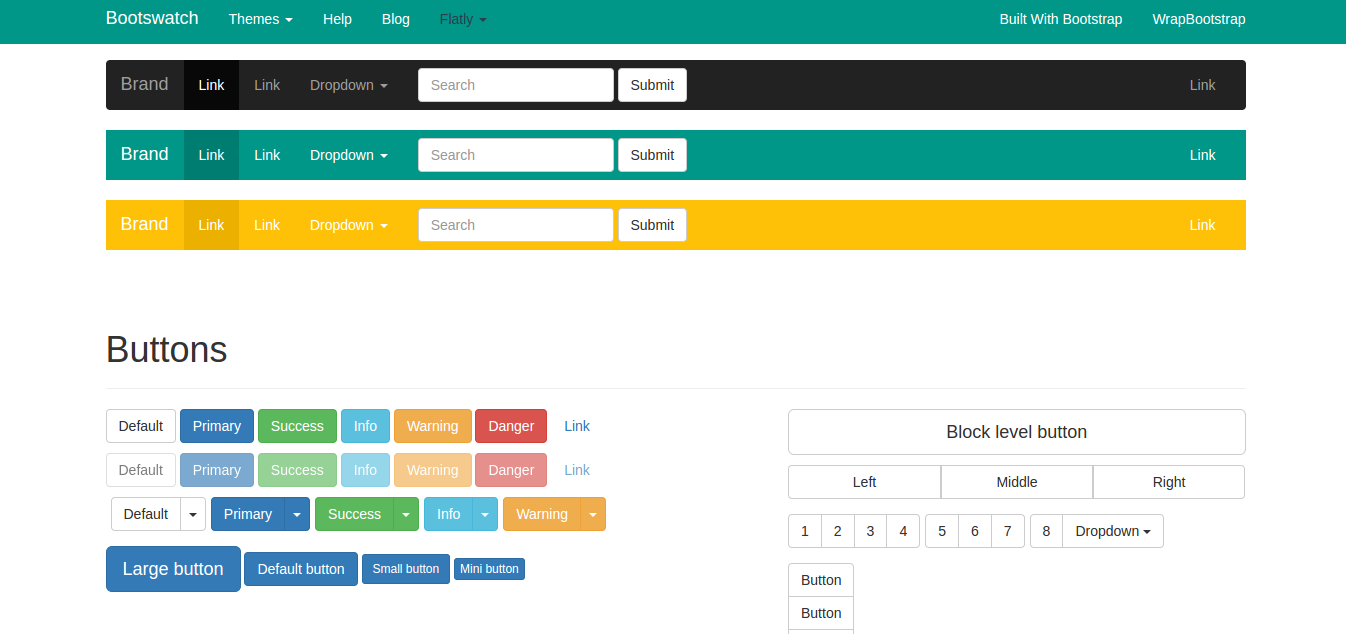 Bootswatch Themes Help Blog Flatly Built With Bootstrap WrapBootstrap
Brand Link Link Dropdown Search Submit Link
Brand Link Link Dropdown Search Submit Link
Brand Link Link Dropdown Search Submit Link
Buttons
Default Primary Success Info Warning Danger Link
Default Primary Success Info Warning Danger Link
Default Primary Success Info Warning
Large button Default button Small button Mini button
Block level button
Left Middle Right
1 2 3 4 5 6 7 8 Dropdown
Button
Button